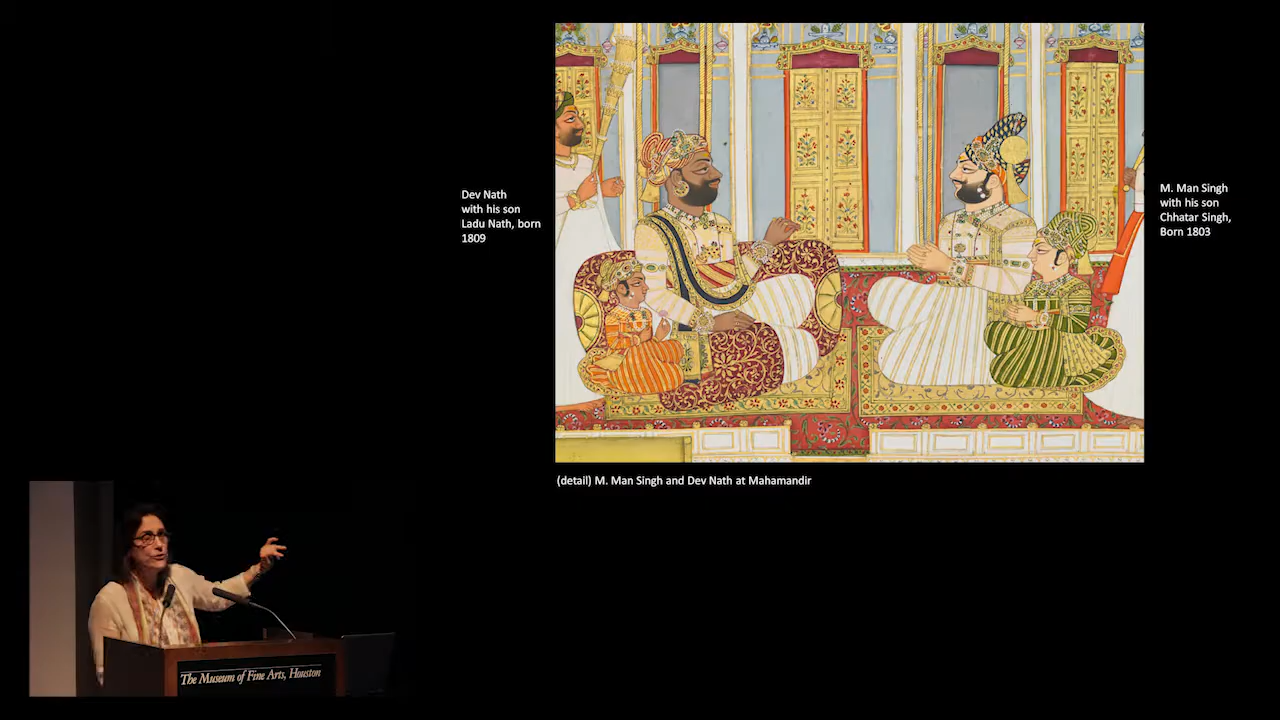 Dev Nath
with his son
Ladu Nath, born
1809
M. Man Singh
with his son
Chhatar Singh,
Born 1803
(detail) M. Man Singh and Dev Nath at Mahamandir
The Museum of Fine Arts, Houston